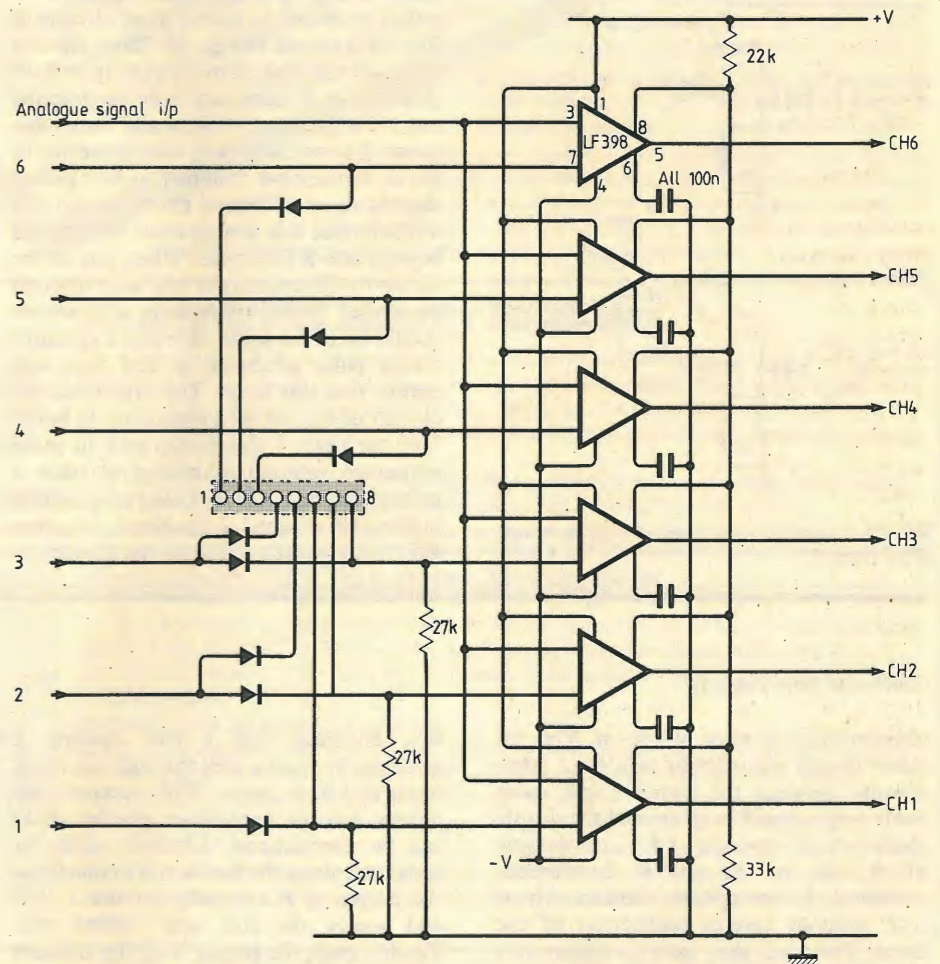 +V
22k
Analogue signal i/p
3
1
8
LF398
5
CH6
6
7
4
6
All 100n
5
CH5
4
CH4
1
8
3
CH3
27k
2
CH2
27k
1
CH1
-V
27k
33k